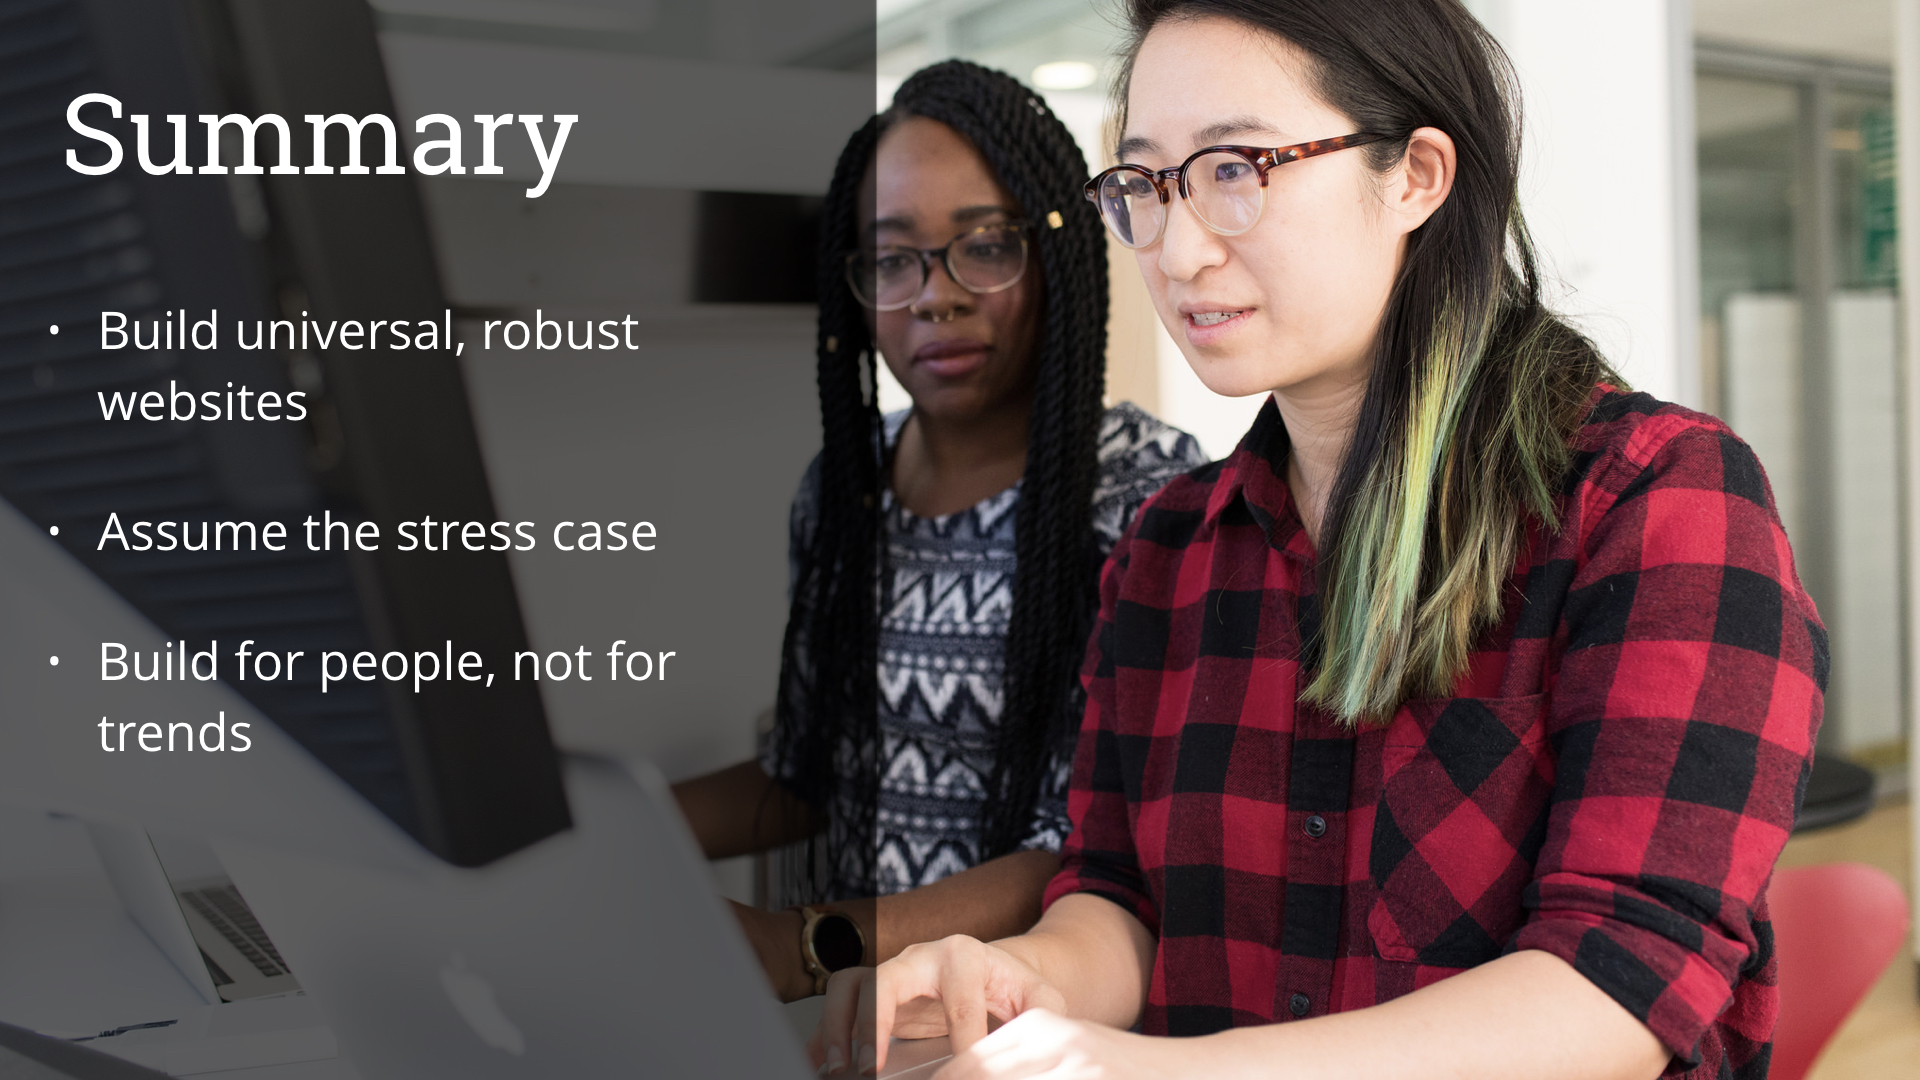 Summary
• Build universal, robust
websites
• Assume the stress case
• Build for people, not for
trends